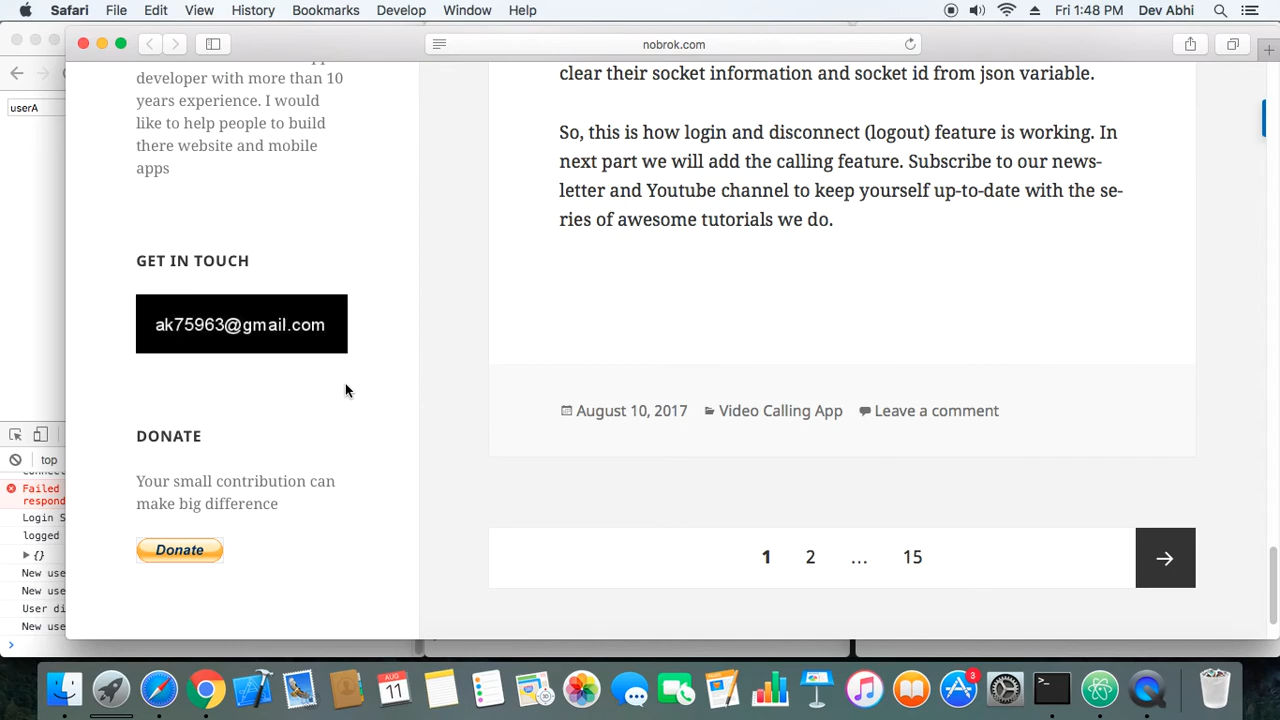 Safari File Edit View History Bookmarks Develop Window Help Fri 1:48 PM Dev Abhi
nobrok.com
userA
developer with more than 10
years experience. I would
like to help people to build
there website and mobile
apps
GET IN TOUCH
ak75963@gmail.com
DONATE
Your small contribution can
make big difference
Donate
clear their socket information and socket id from json variable.
So, this is how login and disconnect (logout) feature is working. In
next part we will add the calling feature. Subscribe to our news-
letter and Youtube channel to keep yourself up-to-date with the se-
ries of awesome tutorials we do.
August 10, 2017 Video Calling App Leave a comment
1 2 … 15 →
top
Failed
respond
Login S
logged
{}
New use
New use
User di
New use
AUG
11
3